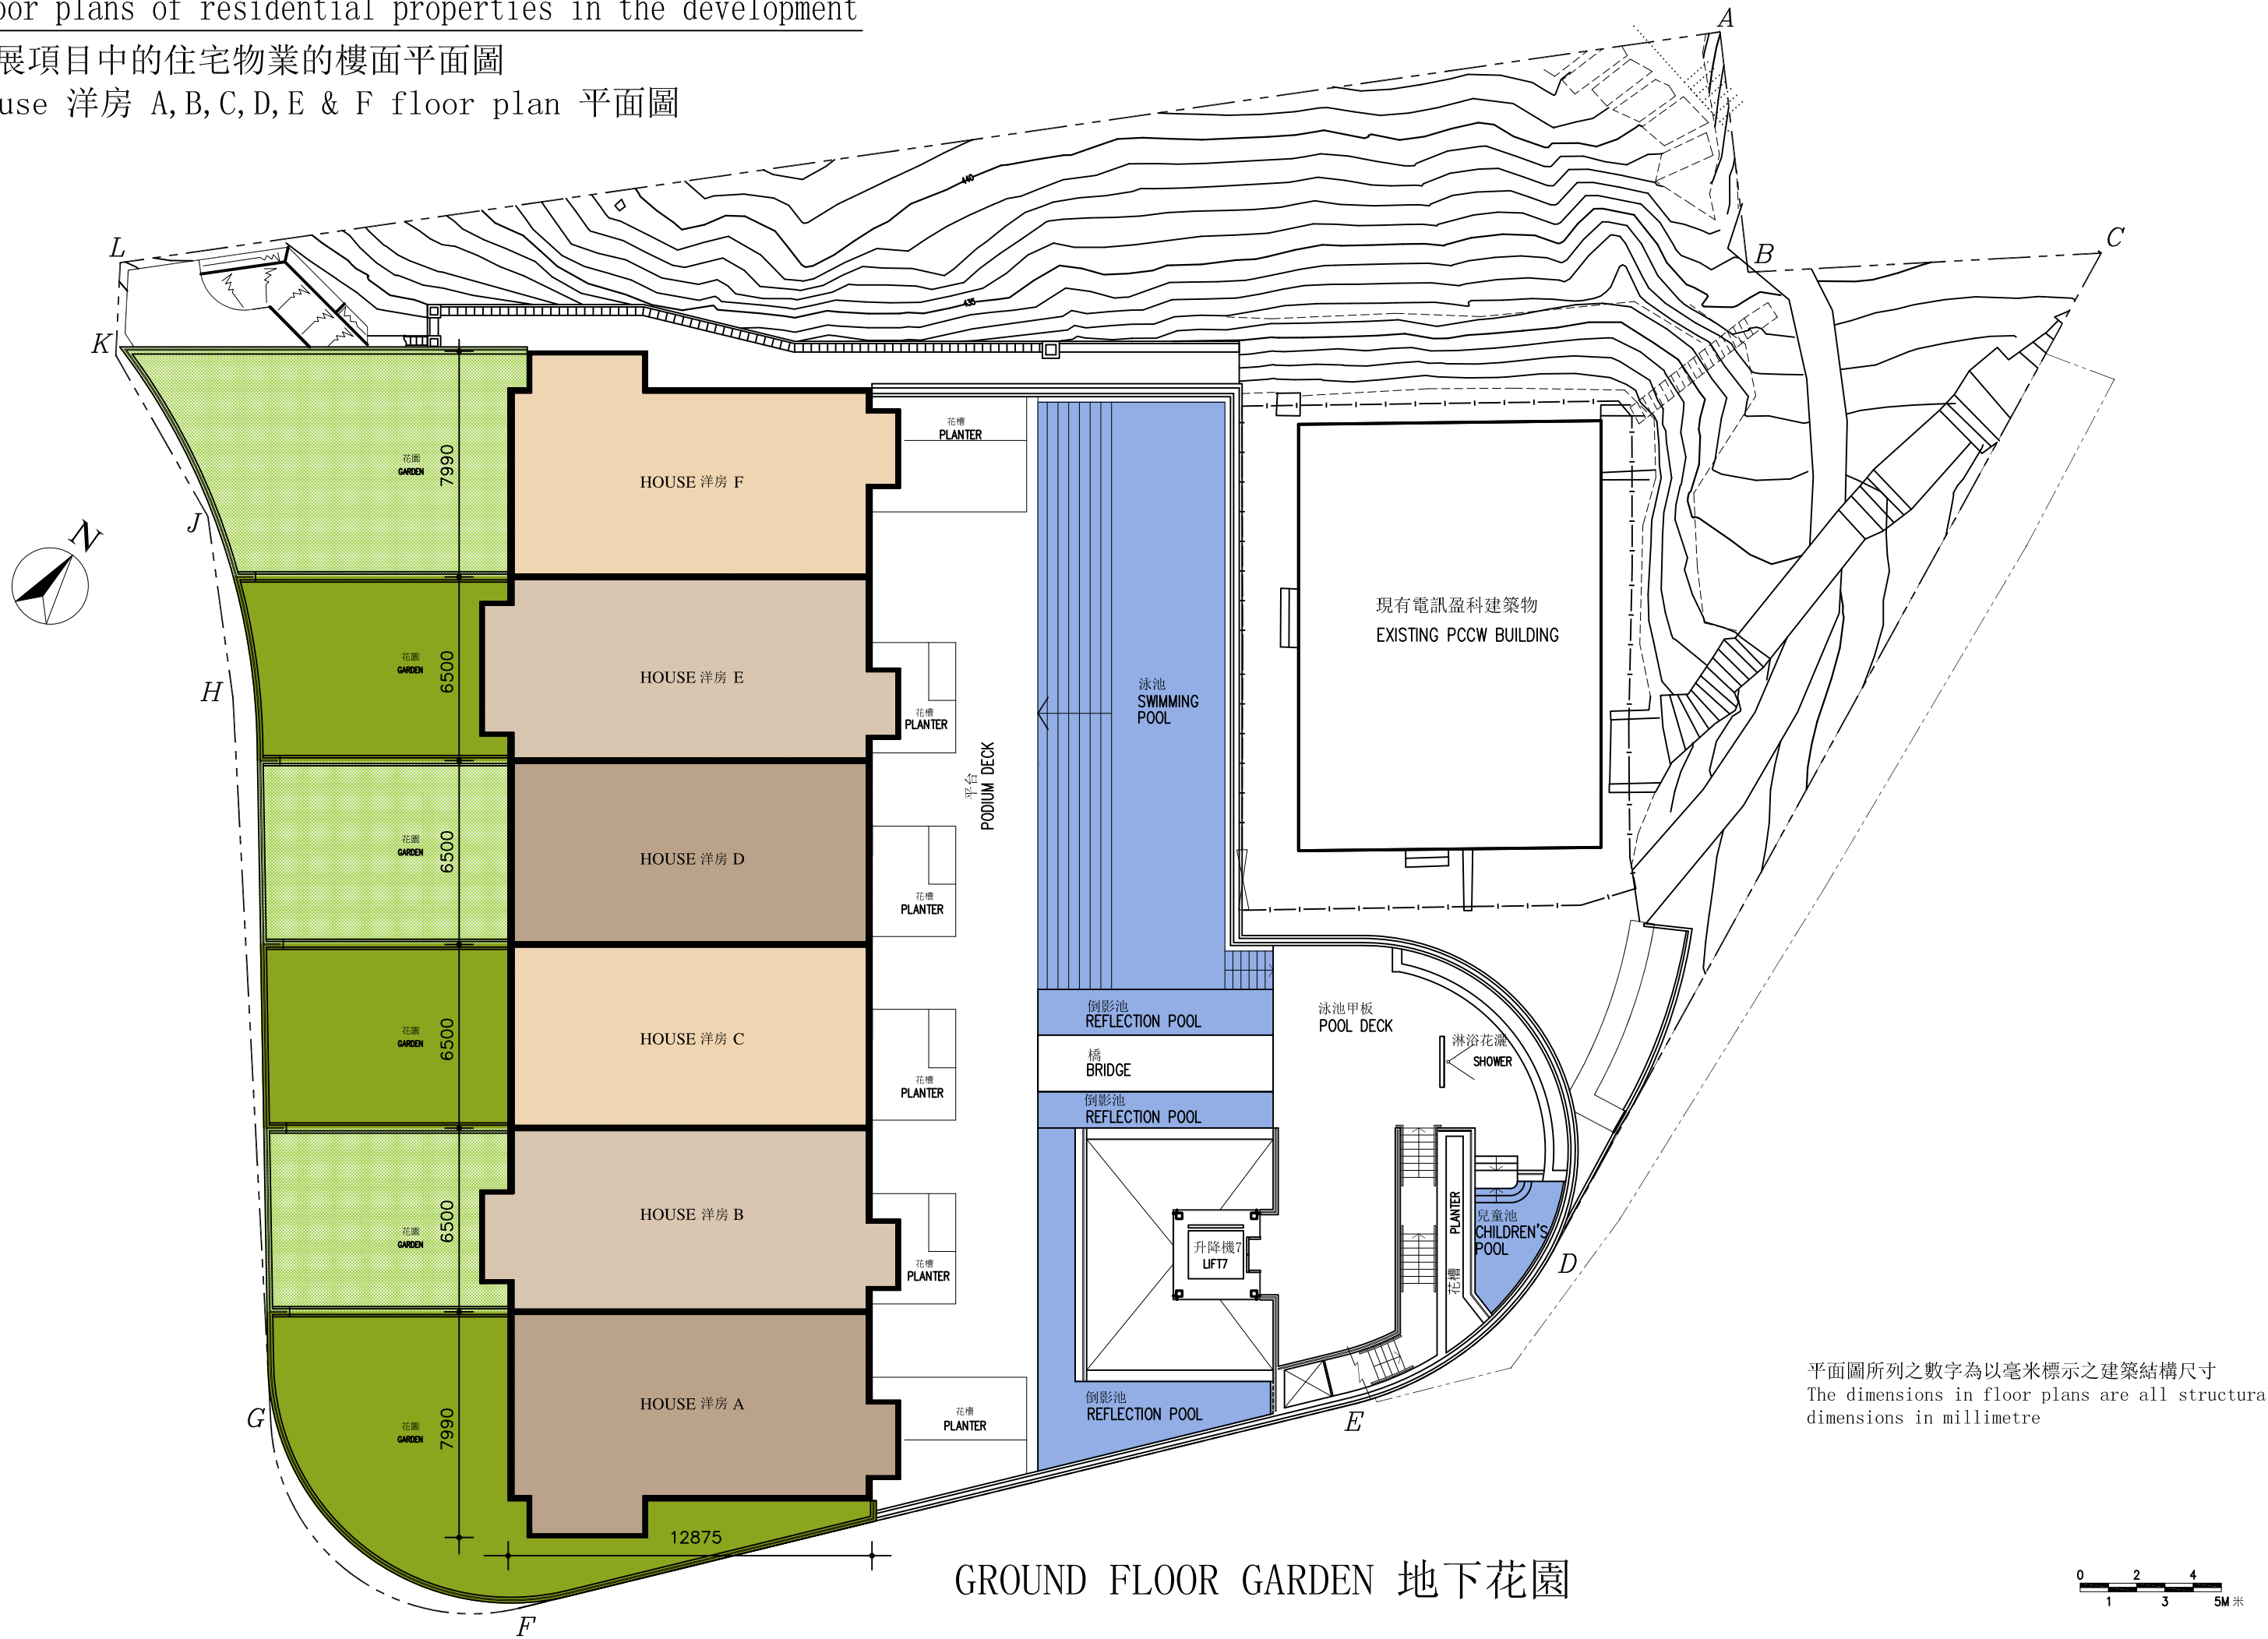 oor plans of residential properties in the development
展項目中的住宅物業的樓面平面圖
use 洋房 A,B,C,D,E & F floor plan 平面圖
A
B
C
L
K
J
H
N
440
435
花園
GARDEN
7990
HOUSE 洋房 F
花槽
PLANTER
花園
GARDEN
6500
HOUSE 洋房 E
花槽
PLANTER
平台
PODIUM DECK
泳池
SWIMMING
POOL
現有電訊盈科建築物
EXISTING PCCW BUILDING
花園
GARDEN
6500
HOUSE 洋房 D
花槽
PLANTER
花園
GARDEN
6500
HOUSE 洋房 C
花槽
PLANTER
倒影池
REFLECTION POOL
橋
BRIDGE
倒影池
REFLECTION POOL
泳池甲板
POOL DECK
淋浴花灑
SHOWER
花園
GARDEN
6500
HOUSE 洋房 B
花槽
PLANTER
升降機7
LIFT7
花槽 PLANTER
兒童池
CHILDREN'S
POOL
D
花園
GARDEN
7990
HOUSE 洋房 A
花槽
PLANTER
倒影池
REFLECTION POOL
E
G
F
12875
平面圖所列之數字為以毫米標示之建築結構尺寸
The dimensions in floor plans are all structura
dimensions in millimetre
GROUND FLOOR GARDEN 地下花園
0 2 4
1 3 5M 米